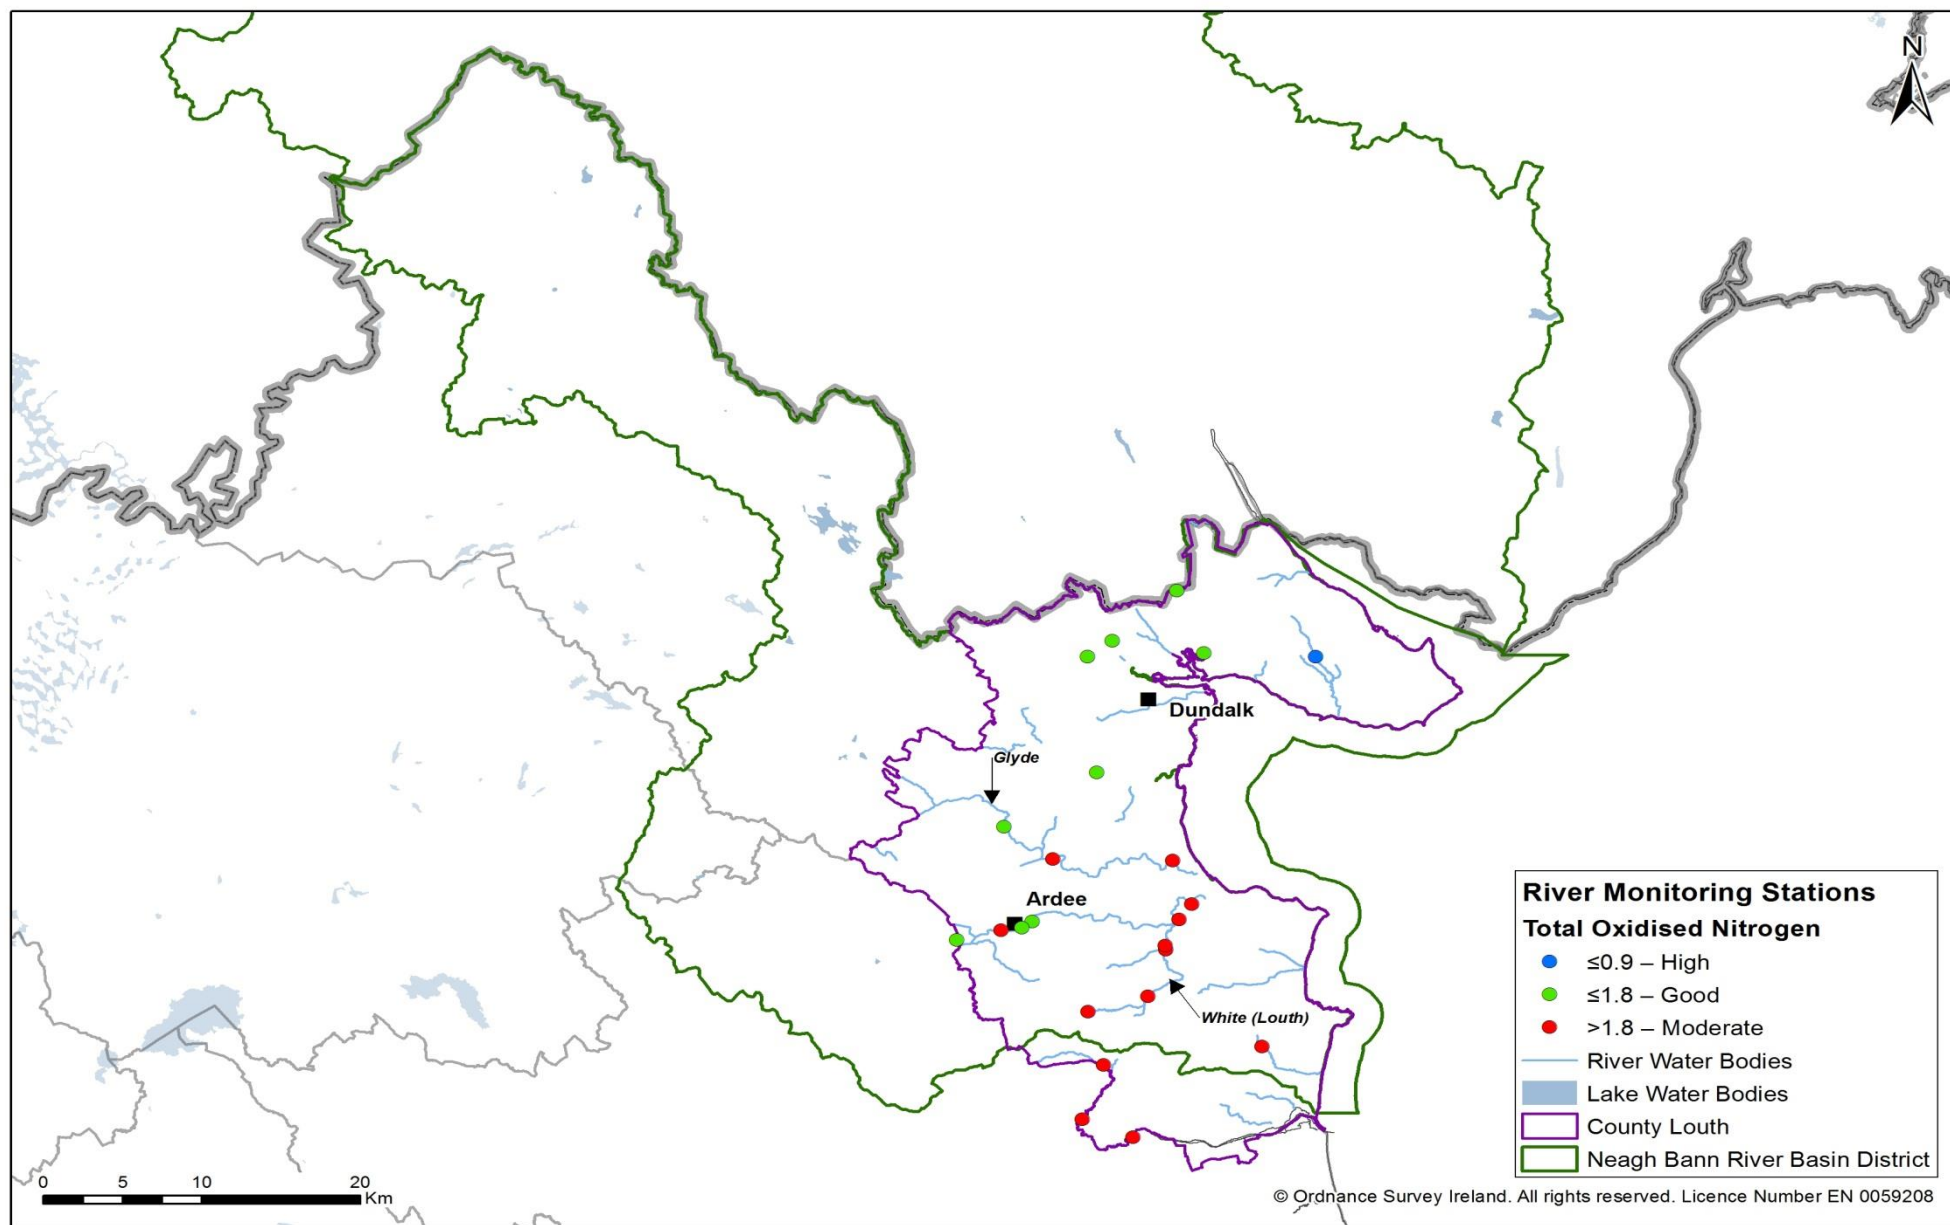 N
Dundalk
Glyde
Ardee
White (Louth)
River Monitoring Stations
Total Oxidised Nitrogen
≤0.9 – High
≤1.8 – Good
>1.8 – Moderate
River Water Bodies
Lake Water Bodies
County Louth
Neagh Bann River Basin District
0 5 10 20
Km
© Ordnance Survey Ireland. All rights reserved. Licence Number EN 0059208